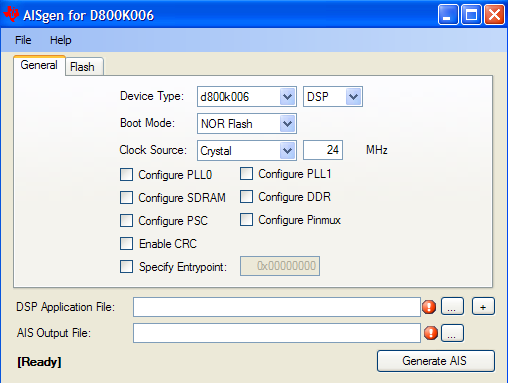 AISgen for D800K006
File Help
General Flash
Device Type: d800k006 DSP
Boot Mode: NOR Flash
Clock Source: Crystal 24 MHz
Configure PLL0 Configure PLL1
Configure SDRAM Configure DDR
Configure PSC Configure Pinmux
Enable CRC
Specify Entrypoint: 0x00000000
DSP Application File: ... +
AIS Output File: ...
[Ready] Generate AIS